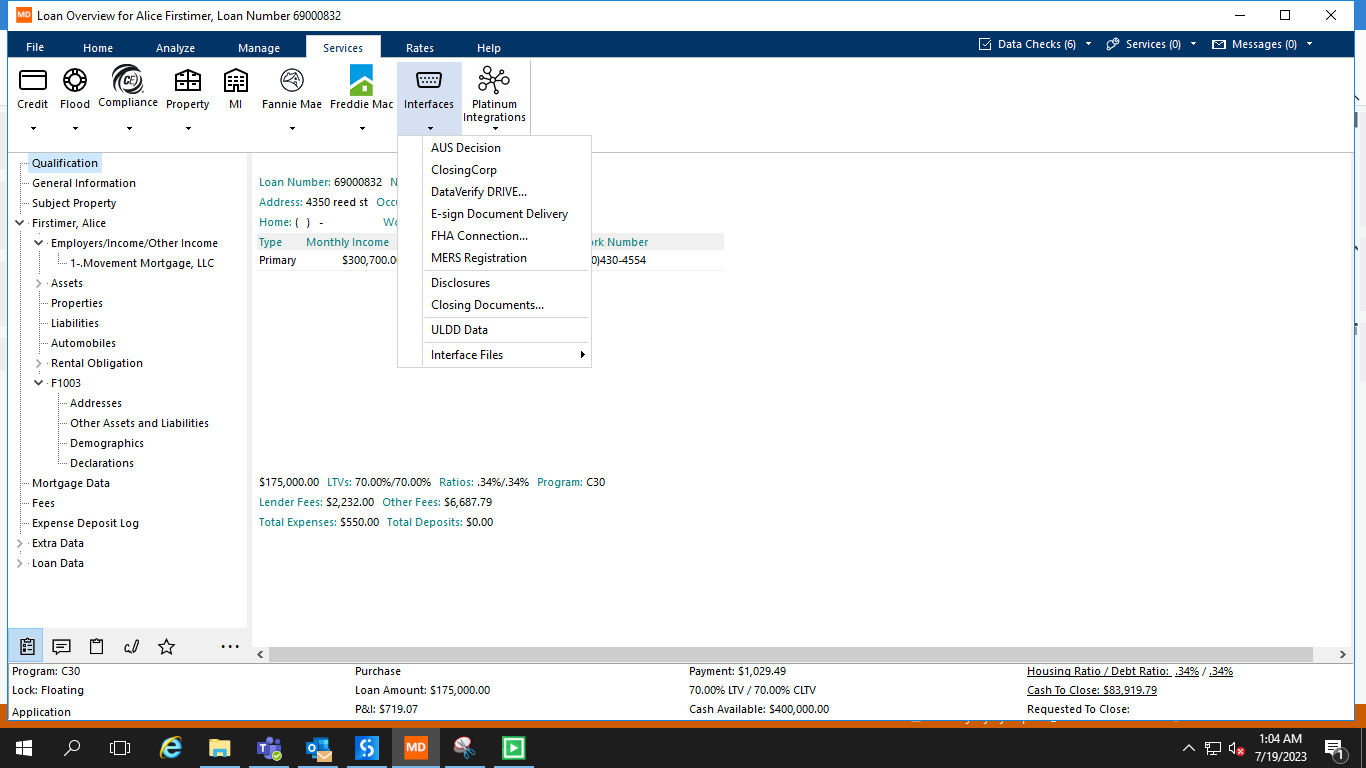 MD Loan Overview for Alice Firstimer, Loan Number 69000832
File Home Analyze Manage Services Rates Help Data Checks (6) Services (0) Messages (0)
Credit Flood Compliance Property MI Fannie Mae Freddie Mac Interfaces Platinum Integrations
AUS Decision
ClosingCorp
DataVerify DRIVE...
E-sign Document Delivery
FHA Connection...
MERS Registration
Disclosures
Closing Documents...
ULDD Data
Interface Files
Qualification
General Information
Subject Property
Firstimer, Alice
Employers/Income/Other Income
1-.Movement Mortgage, LLC
Assets
Properties
Liabilities
Automobiles
Rental Obligation
F1003
Addresses
Other Assets and Liabilities
Demographics
Declarations
Mortgage Data
Fees
Expense Deposit Log
Extra Data
Loan Data
Loan Number: 69000832
Address: 4350 reed st
Home: ( ) -
Type Monthly Income Number
Primary $300,700.0 0)430-4554
$175,000.00 LTVs: 70.00%/70.00% Ratios: .34%/.34% Program: C30
Lender Fees: $2,232.00 Other Fees: $6,687.79
Total Expenses: $550.00 Total Deposits: $0.00
Program: C30 Purchase Payment: $1,029.49 Housing Ratio / Debt Ratio: .34% / .34%
Lock: Floating Loan Amount: $175,000.00 70.00% LTV / 70.00% CLTV Cash To Close: $83,919.79
Application P&I: $719.07 Cash Available: $400,000.00 Requested To Close:
MD
1:04 AM
7/19/2023
1